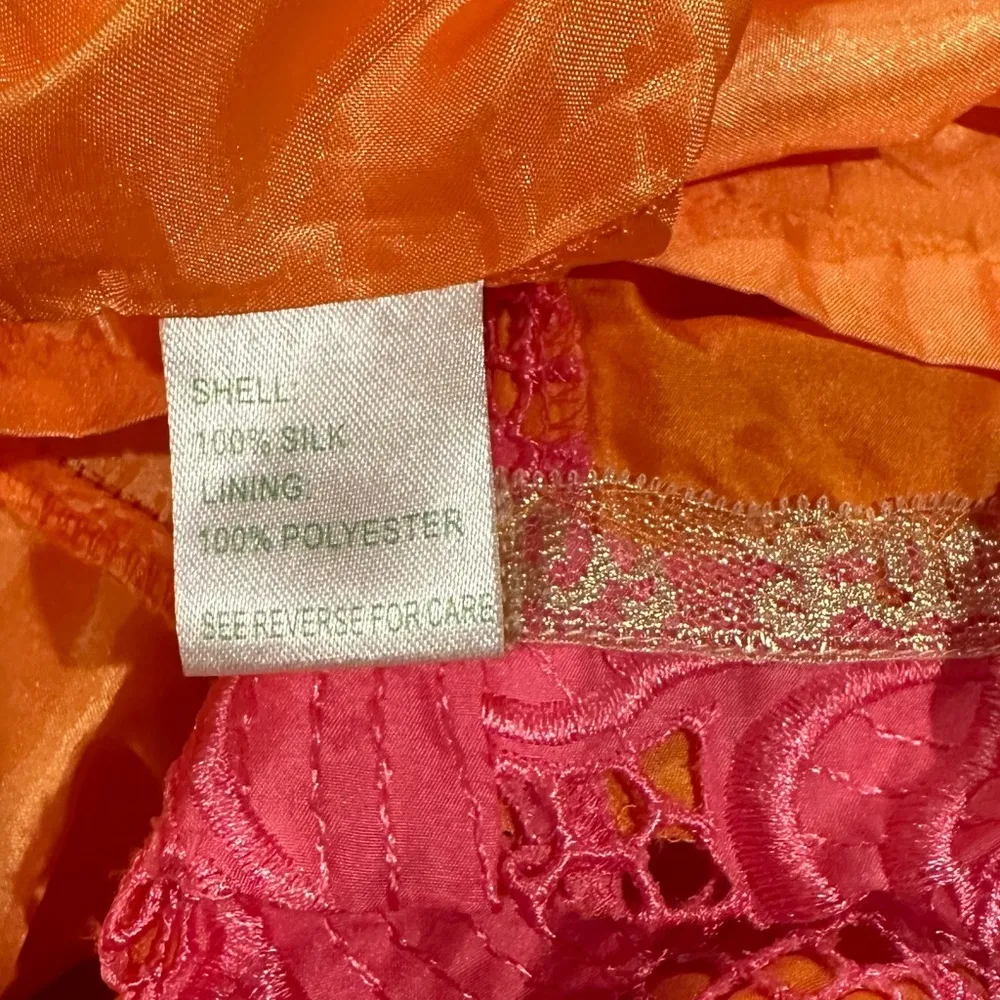 SHELL
100% SILK
LINING
100% POLYESTER
SEE REVERSE FOR CARE